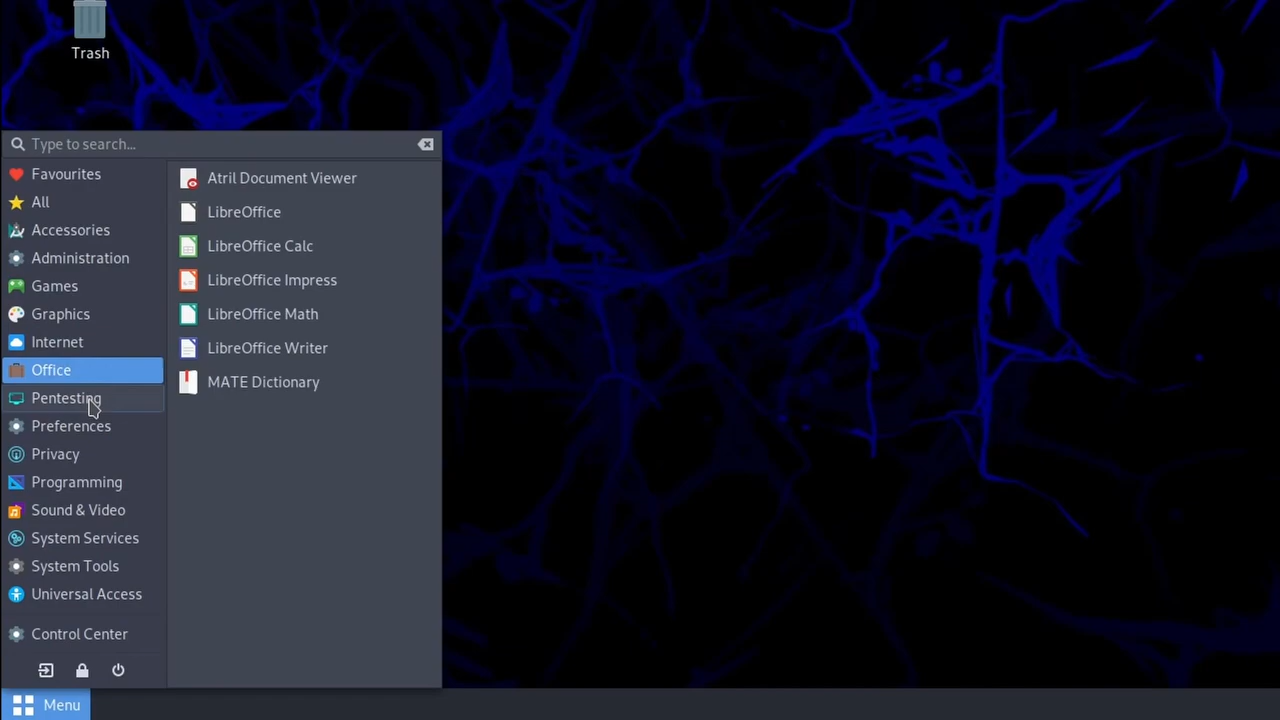 Trash
Type to search...
Favourites
All
Accessories
Administration
Games
Graphics
Internet
Office
Pentesting
Preferences
Privacy
Programming
Sound & Video
System Services
System Tools
Universal Access
Control Center
Atril Document Viewer
LibreOffice
LibreOffice Calc
LibreOffice Impress
LibreOffice Math
LibreOffice Writer
MATE Dictionary
Menu